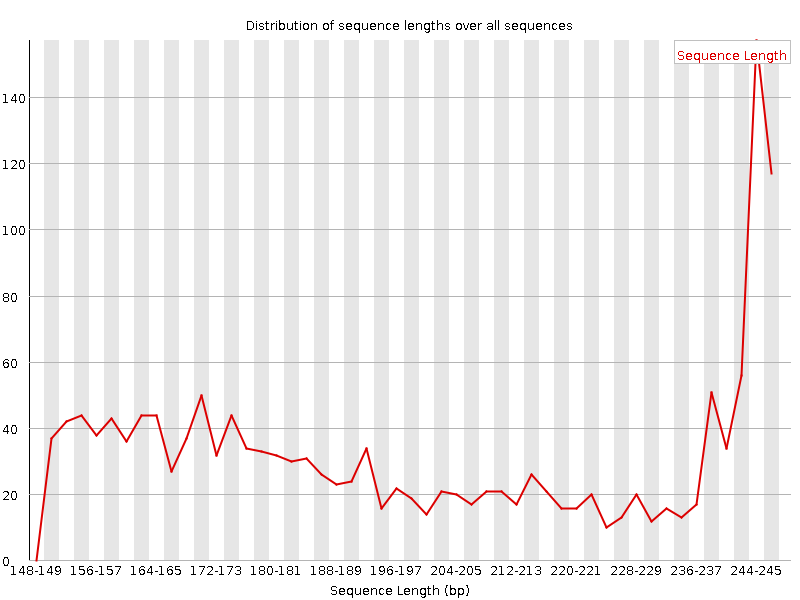 Distribution of sequence lengths over all sequences
Sequence Length
140
120
100
80
60
40
20
0
148-149 156-157 164-165 172-173 180-181 188-189 196-197 204-205 212-213 220-221 228-229 236-237 244-245
Sequence Length (bp)